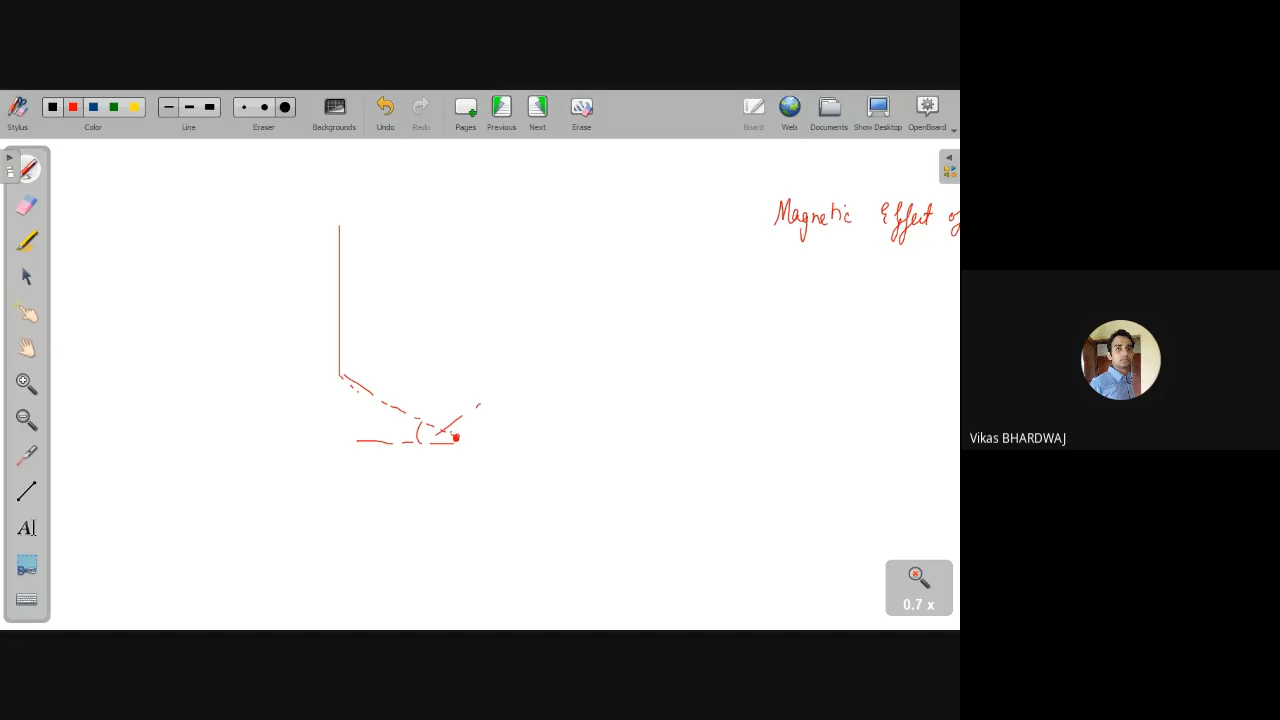 Stylus Color Line Eraser Backgrounds Undo Redo Pages Previous Next Erase Board Web Documents Show Desktop OpenBoard
Magnetic Effect of
Vikas BHARDWAJ
0.7 x